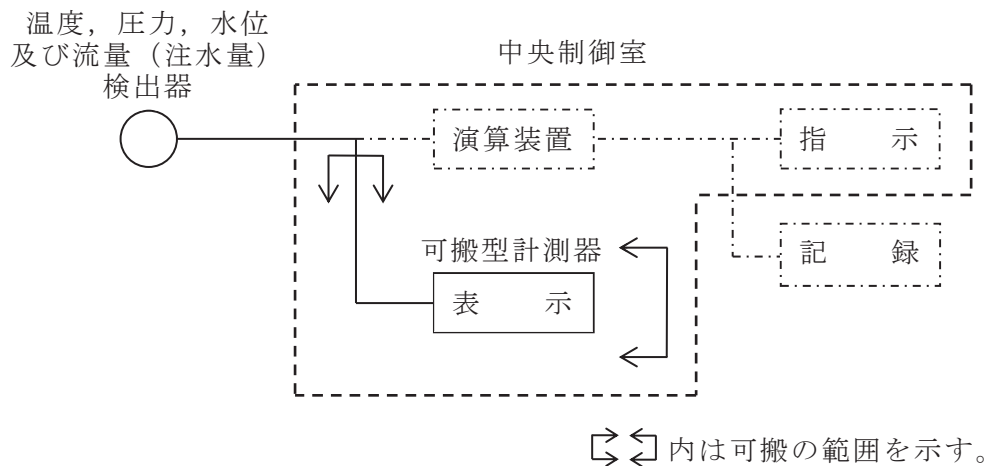 温度，圧力，水位
及び流量（注水量）
検出器
中央制御室
演算装置
指　　示
可搬型計測器
記　　録
表　　示
内は可搬の範囲を示す。